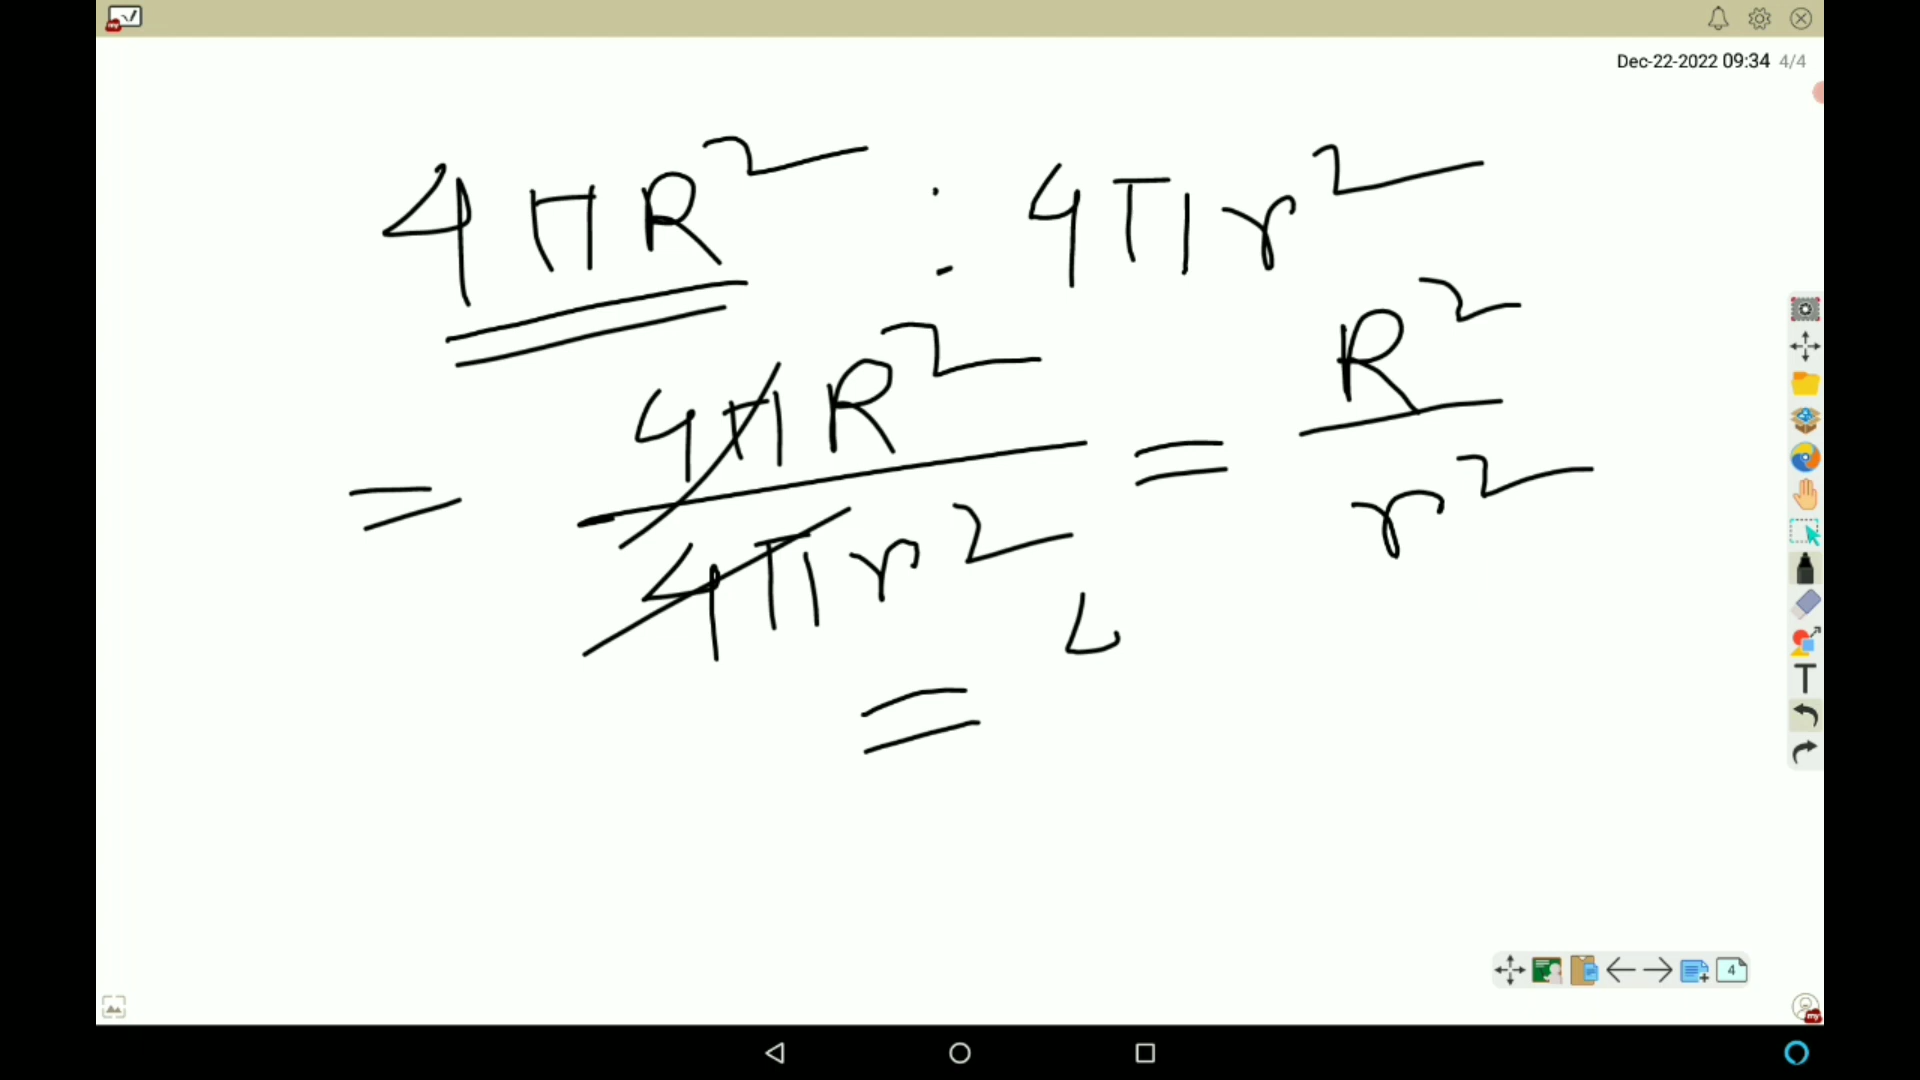 Dec-22-2022 09:34 4/4
4πR² : 4πr²
= 4πR² / 4πr² = R² / r²
=
4